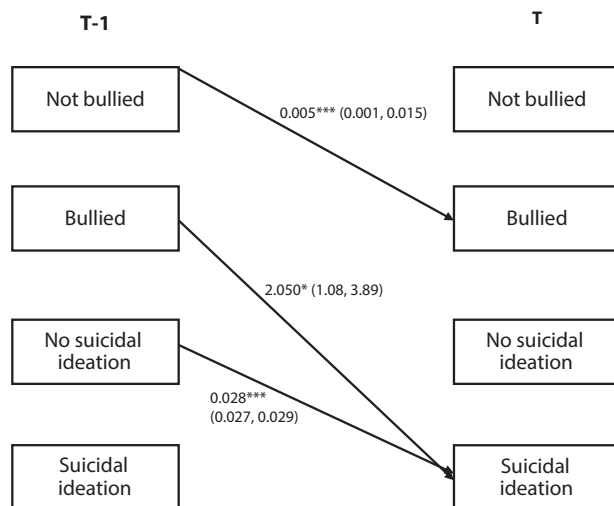 T-1
T
Not bullied
Not bullied
0.005*** (0.001, 0.015)
Bullied
Bullied
2.050* (1.08, 3.89)
No suicidal
ideation
No suicidal
ideation
0.028***
(0.027, 0.029)
Suicidal
ideation
Suicidal
ideation